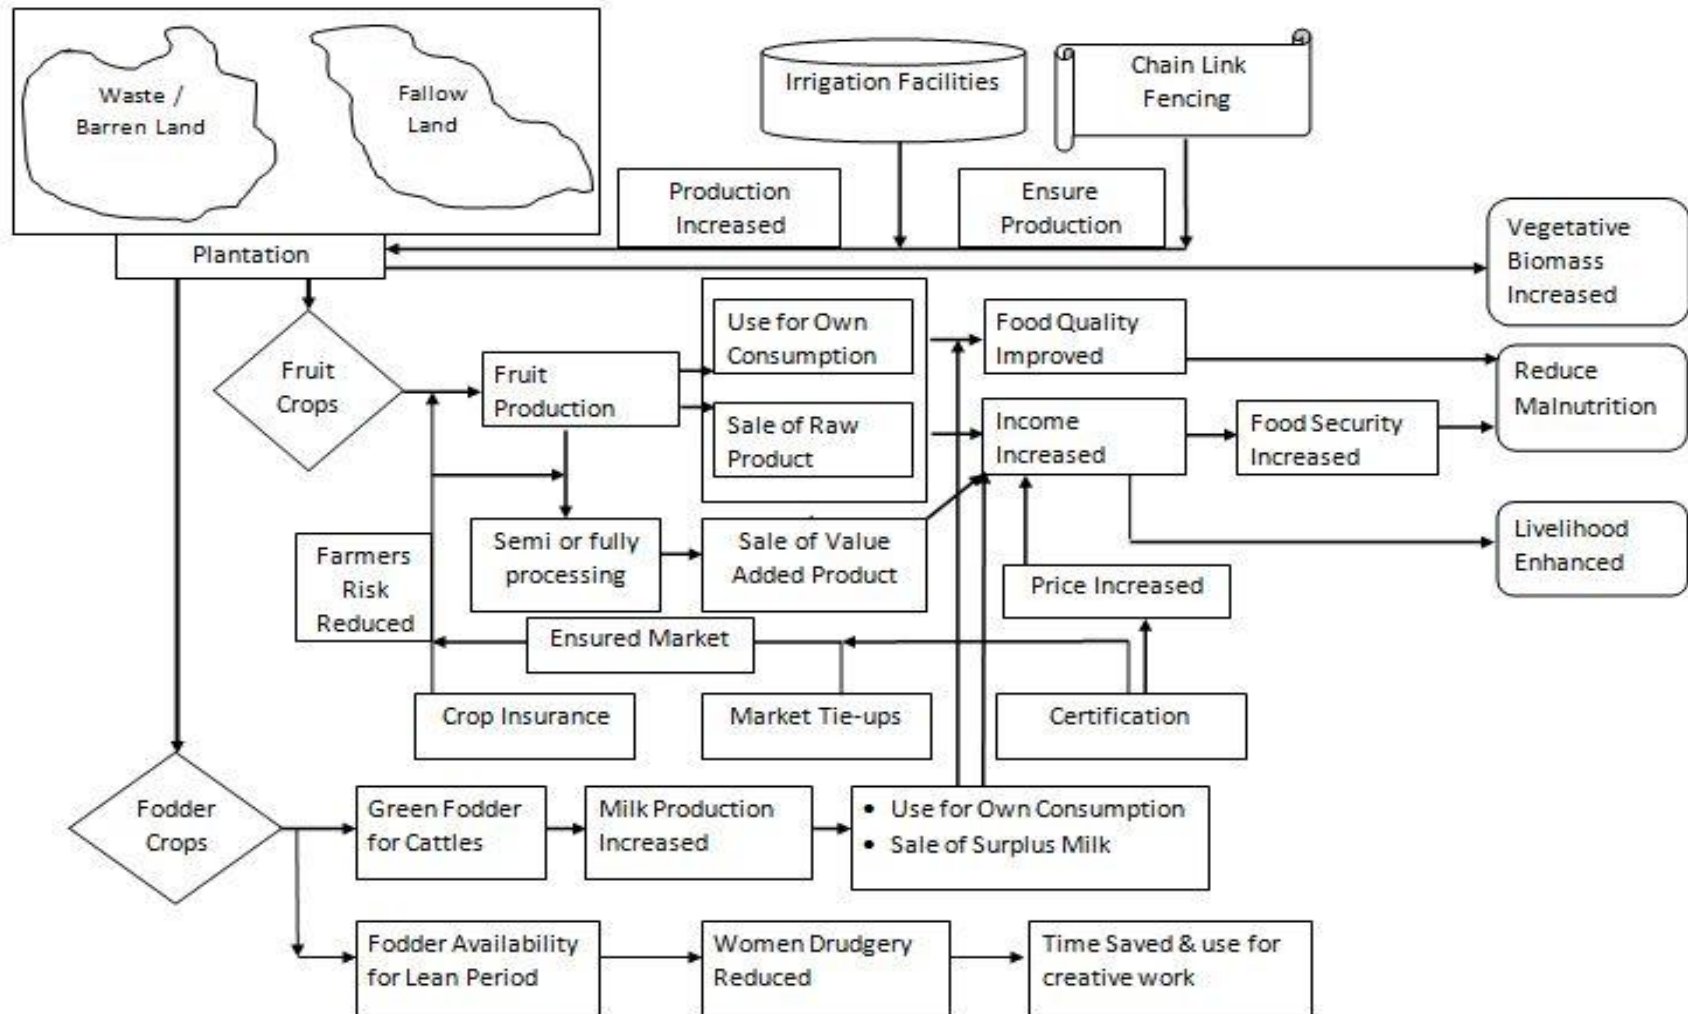 Waste /
Barren Land
Fallow
Land
Irrigation Facilities
Chain Link
Fencing
Production
Increased
Ensure
Production
Plantation
Vegetative
Biomass
Increased
Fruit
Crops
Fruit
Production
Use for Own
Consumption
Sale of Raw
Product
Food Quality
Improved
Income
Increased
Food Security
Increased
Reduce
Malnutrition
Livelihood
Enhanced
Farmers
Risk
Reduced
Semi or fully
processing
Sale of Value
Added Product
Price Increased
Ensured Market
Crop Insurance
Market Tie-ups
Certification
Fodder
Crops
Green Fodder
for Cattles
Milk Production
Increased
• Use for Own Consumption
• Sale of Surplus Milk
Fodder Availability
for Lean Period
Women Drudgery
Reduced
Time Saved & use for
creative work